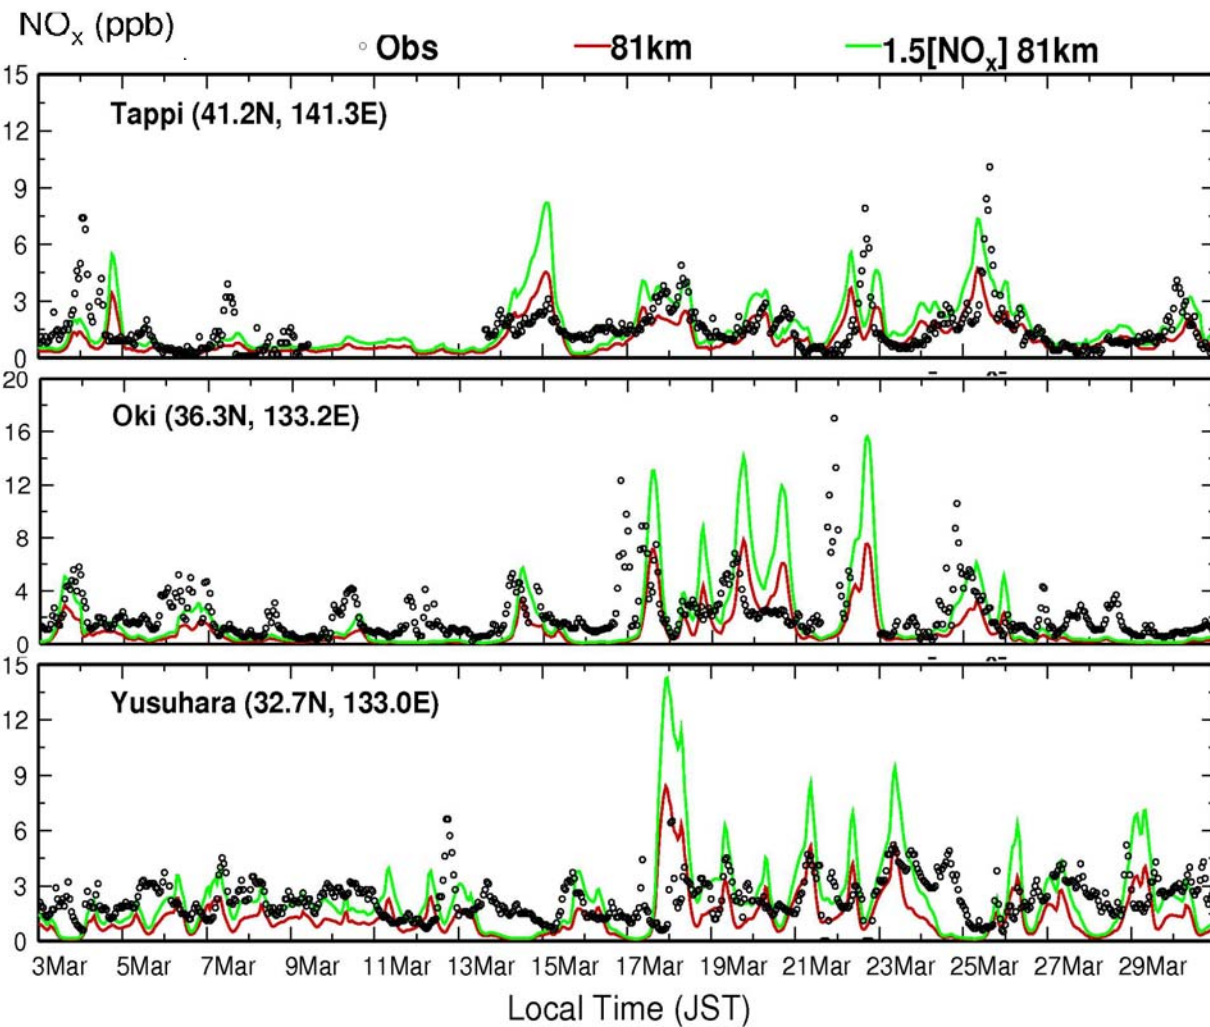 NOx (ppb)
Obs 81km 1.5[NOx] 81km
15
Tappi (41.2N, 141.3E)
12
9
6
3
0
20
Oki (36.3N, 133.2E)
16
12
8
4
0
15
Yusuhara (32.7N, 133.0E)
12
9
6
3
0
3Mar 5Mar 7Mar 9Mar 11Mar 13Mar 15Mar 17Mar 19Mar 21Mar 23Mar 25Mar 27Mar 29Mar
Local Time (JST)